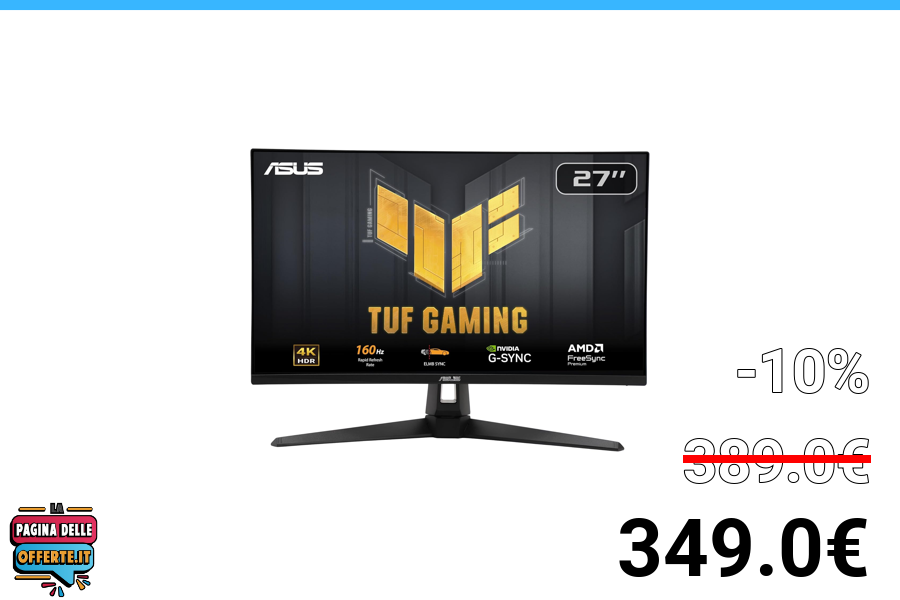 ASUS
27"
TUF GAMING
TUF GAMING
4K
HDR
160Hz
Rapid Refresh
Rate
ELMB SYNC
NVIDIA
G-SYNC
AMD
FreeSync
Premium
ASUS
-10%
389.0€
349.0€
LA
PAGINA DELLE
OFFERTE.IT